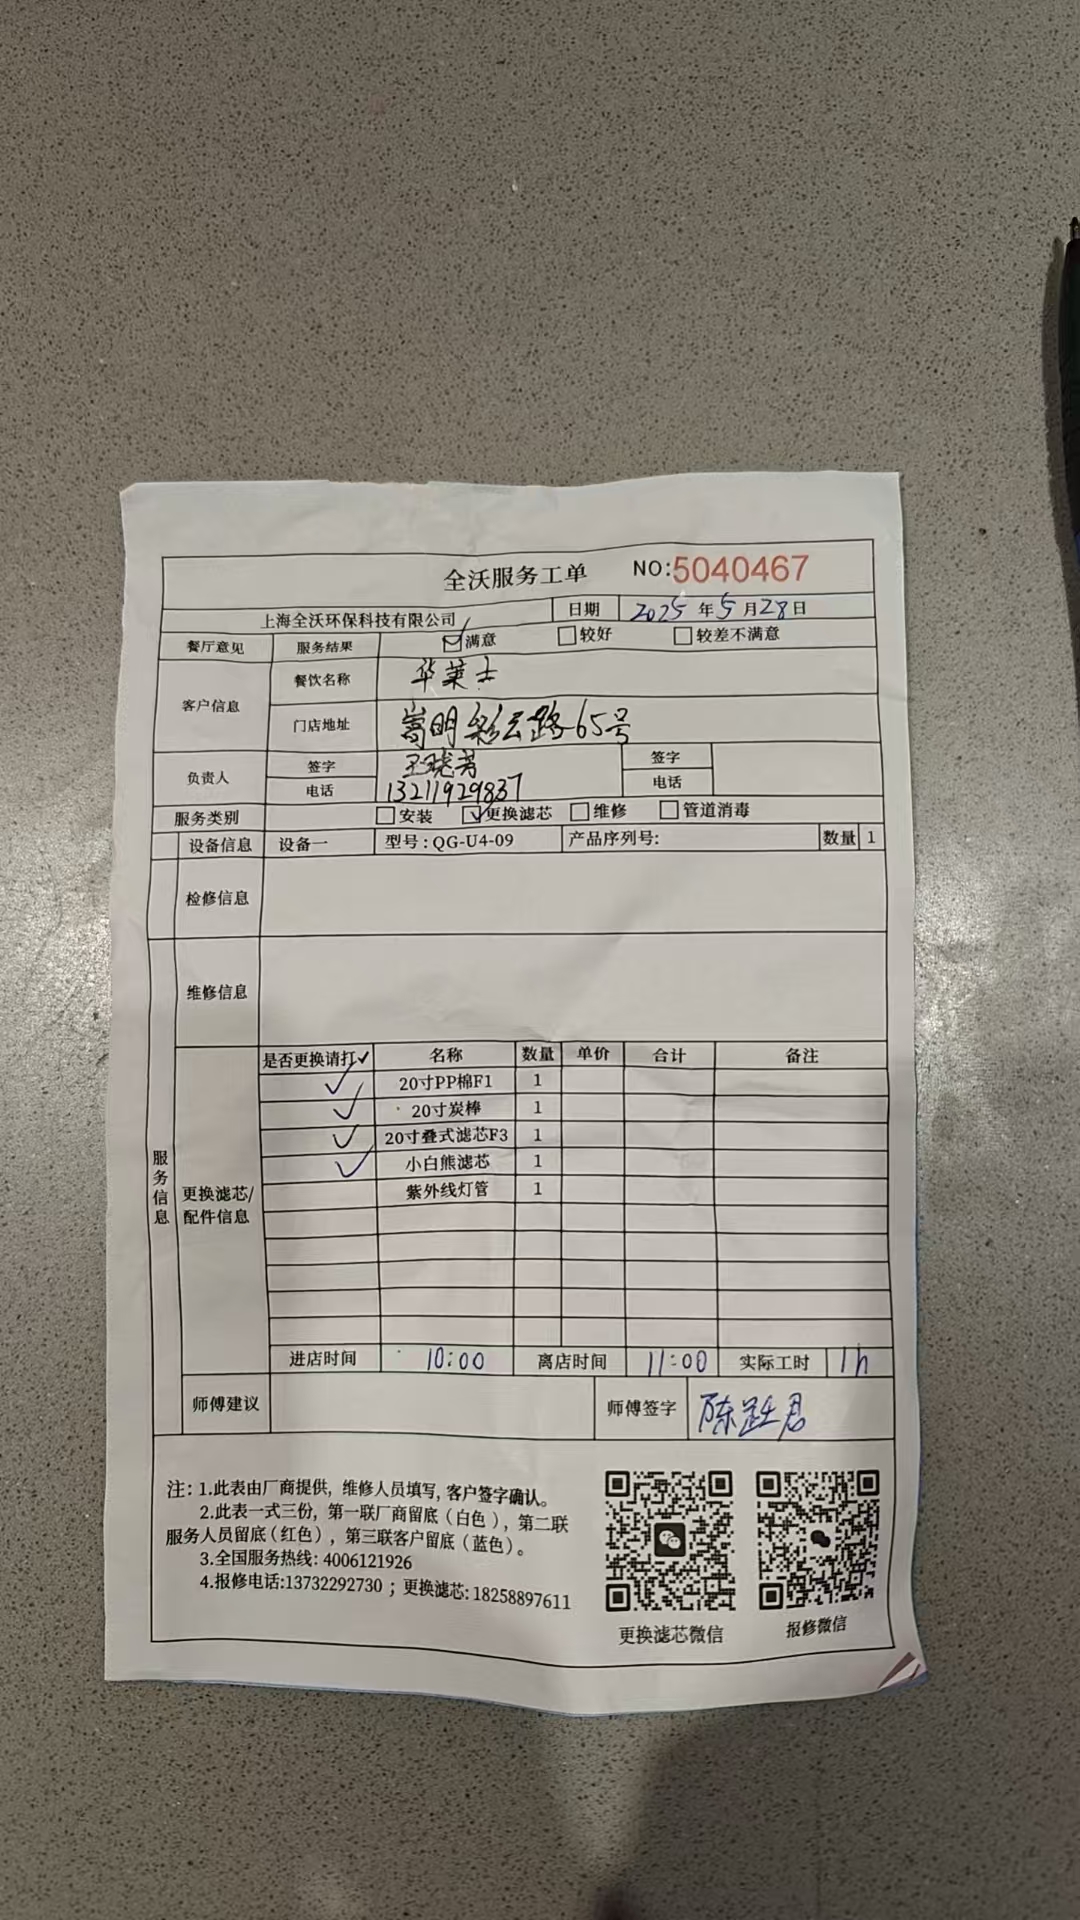 全沃服务工单 NO:5040467
上海全沃环保科技有限公司 日期 2025年5月28日
餐厅意见 服务结果 ☑满意 □较好 □较差不满意
客户信息 餐饮名称 华莱士
门店地址 嵩明彩云路65号
负责人 签字 王琥芳 签字
电话 13211929837 电话
服务类别 □安装 ☑更换滤芯 □维修 □管道消毒
设备信息 设备一 型号:QG-U4-09 产品序列号: 数量 1
检修信息
维修信息
服务信息
更换滤芯/配件信息
是否更换请打✓ 名称 数量 单价 合计 备注
✓ 20寸PP棉F1 1
✓ 20寸炭棒 1
✓ 20寸叠式滤芯F3 1
✓ 小白熊滤芯 1
紫外线灯管 1
进店时间 10:00 离店时间 11:00 实际工时 1h
师傅建议 师傅签字 陈
注: 1.此表由厂商提供, 维修人员填写, 客户签字确认。
2.此表一式三份, 第一联厂商留底(白色), 第二联
服务人员留底(红色), 第三联客户留底(蓝色)。
3.全国服务热线: 4006121926
4.报修电话:13732292730; 更换滤芯: 18258897611
更换滤芯微信 报修微信